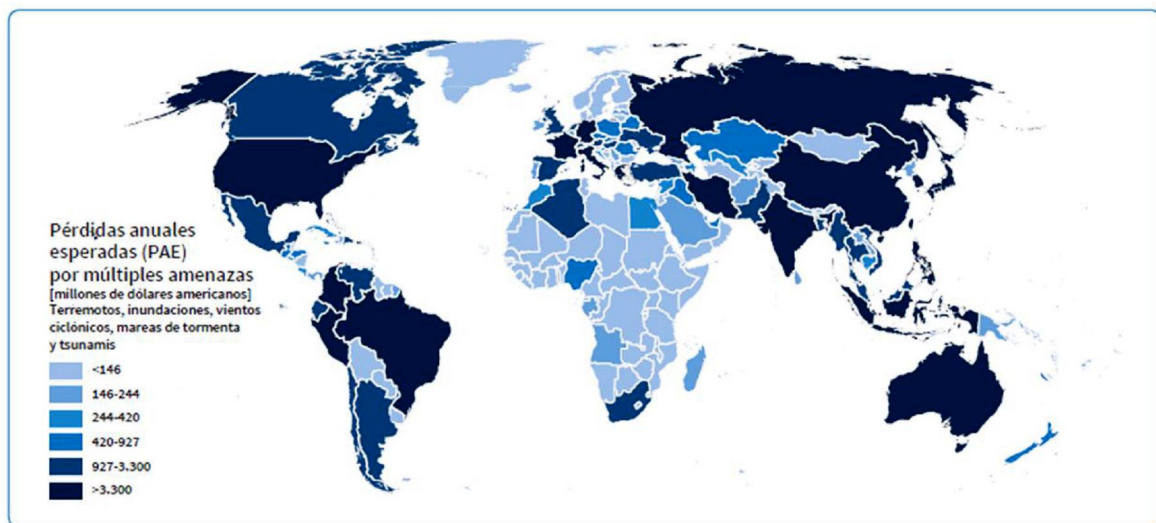 Pérdidas anuales
esperadas (PAE)
por múltiples amenazas
[millones de dólares americanos]
Terremotos, inundaciones, vientos
ciclónicos, mareas de tormenta
y tsunamis
<146
146-244
244-420
420-927
927-3.300
>3.300